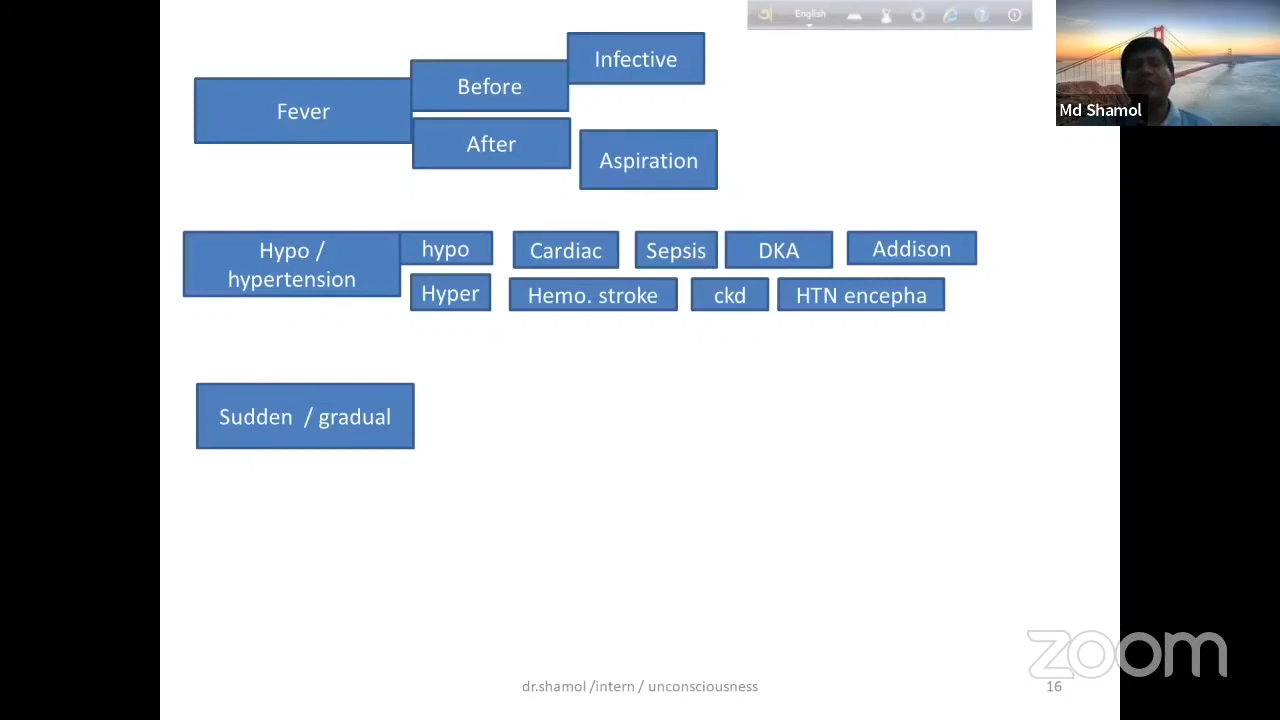 English
Infective
Before
Fever
After
Aspiration
Md Shamol
Hypo /
hypertension
hypo
Cardiac
Sepsis
DKA
Addison
Hyper
Hemo. stroke
ckd
HTN encepha
Sudden / gradual
zoom
dr.shamol /intern / unconsciousness
16